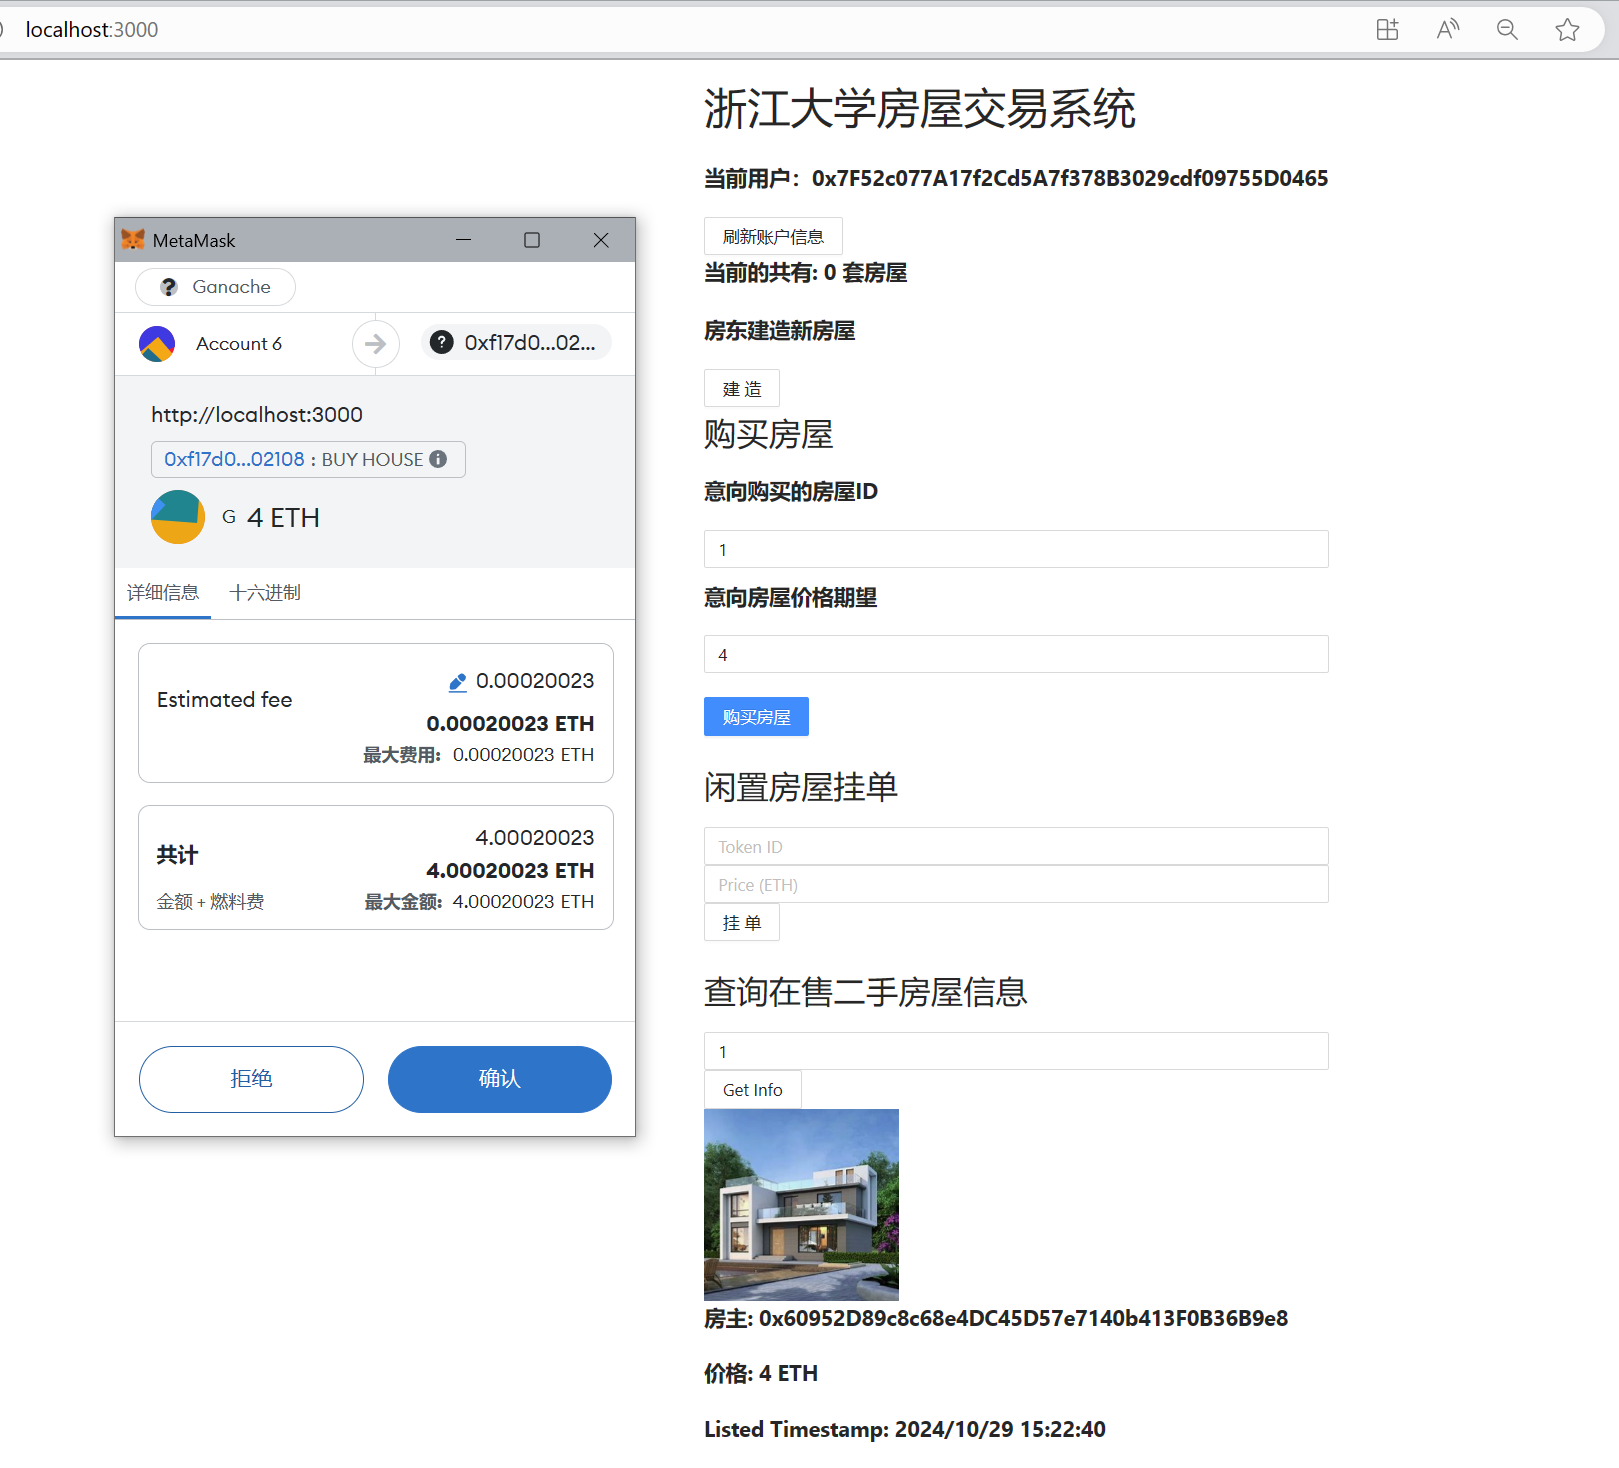 localhost:3000
浙江大学房屋交易系统
当前用户：0x7F52c077A17f2Cd5A7f378B3029cdf09755D0465
刷新账户信息
当前的共有: 0 套房屋
房东建造新房屋
建 造
购买房屋
意向购买的房屋ID
1
意向房屋价格期望
4
购买房屋
闲置房屋挂单
Token ID
Price (ETH)
挂 单
查询在售二手房屋信息
1
Get Info
房主: 0x60952D89c8c68e4DC45D57e7140b413F0B36B9e8
价格: 4 ETH
Listed Timestamp: 2024/10/29 15:22:40
MetaMask
Ganache
Account 6
0xf17d0...02...
http://localhost:3000
0xf17d0...02108 : BUY HOUSE
G 4 ETH
详细信息 十六进制
0.00020023
Estimated fee
0.00020023 ETH
最大费用: 0.00020023 ETH
4.00020023
共计
4.00020023 ETH
金额 + 燃料费 最大金额: 4.00020023 ETH
拒绝 确认